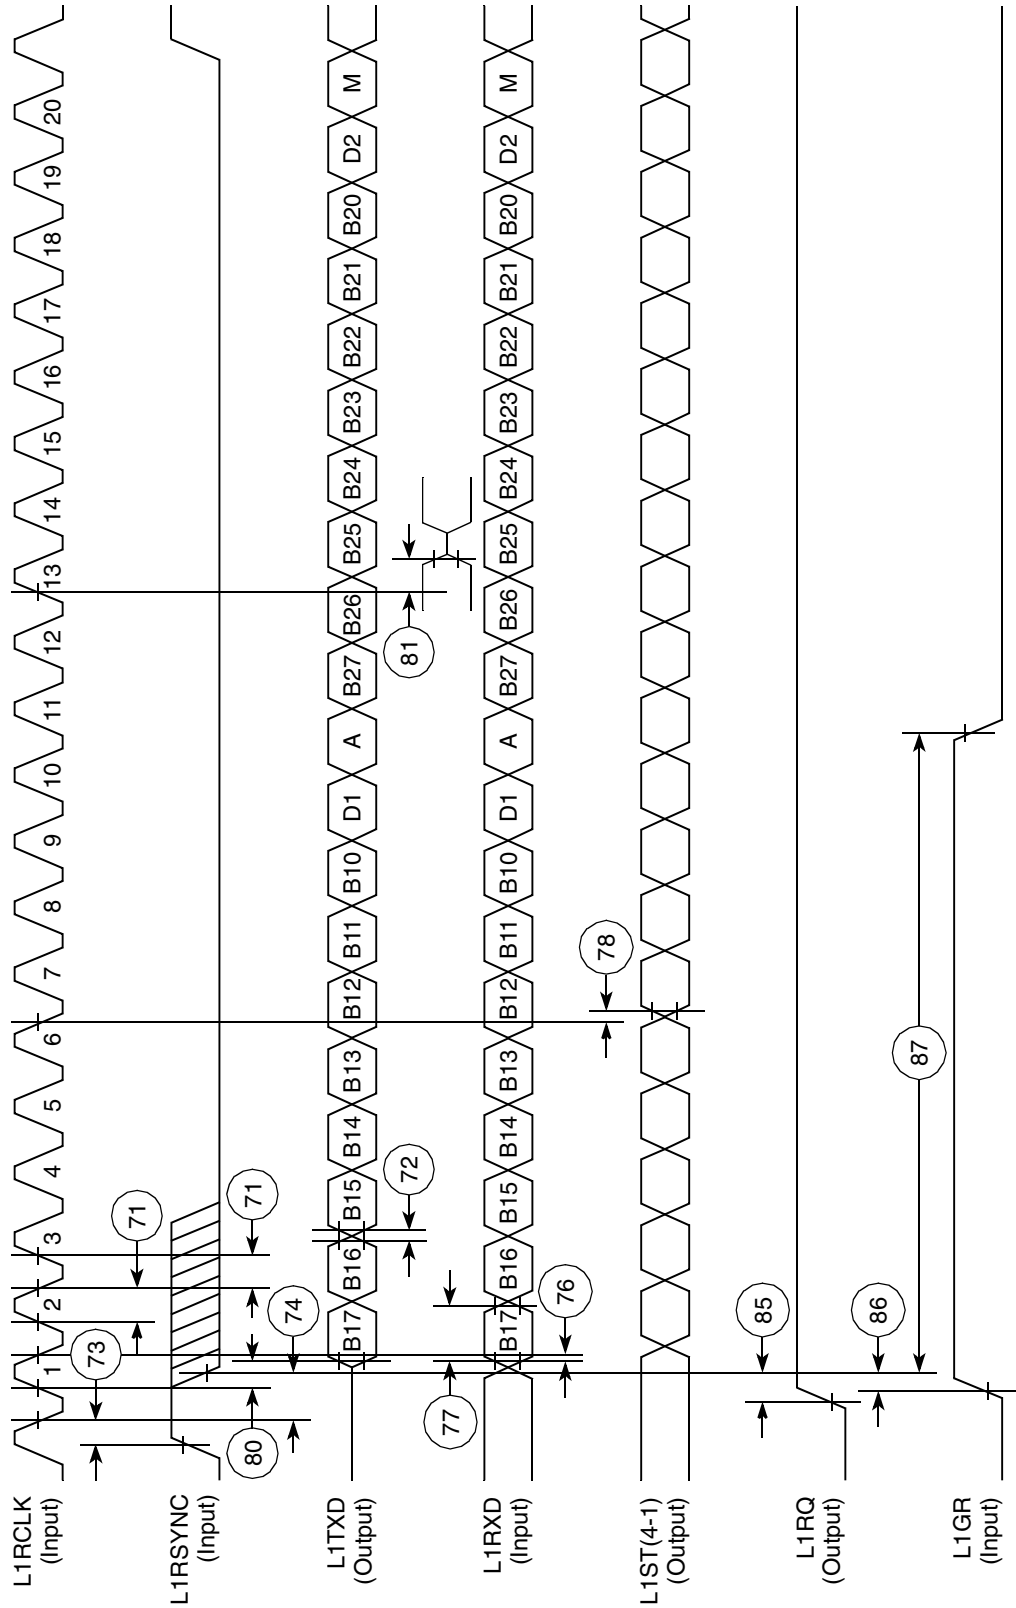 L1RCLK
(Input)
1 2 3 4 5 6 7 8 9 10 11 12 13 14 15 16 17 18 19 20
73
71
71
80
74
L1RSYNC
(Input)
L1TXD
(Output)
B17 B16 B15 B14 B13 B12 B11 B10 D1 A B27 B26 B25 B24 B23 B22 B21 B20 D2 M
72
81
77
L1RXD
(Input)
B17 B16 B15 B14 B13 B12 B11 B10 D1 A B27 B26 B25 B24 B23 B22 B21 B20 D2 M
76
78
L1ST(4-1)
(Output)
85
L1RQ
(Output)
86
87
L1GR
(Input)